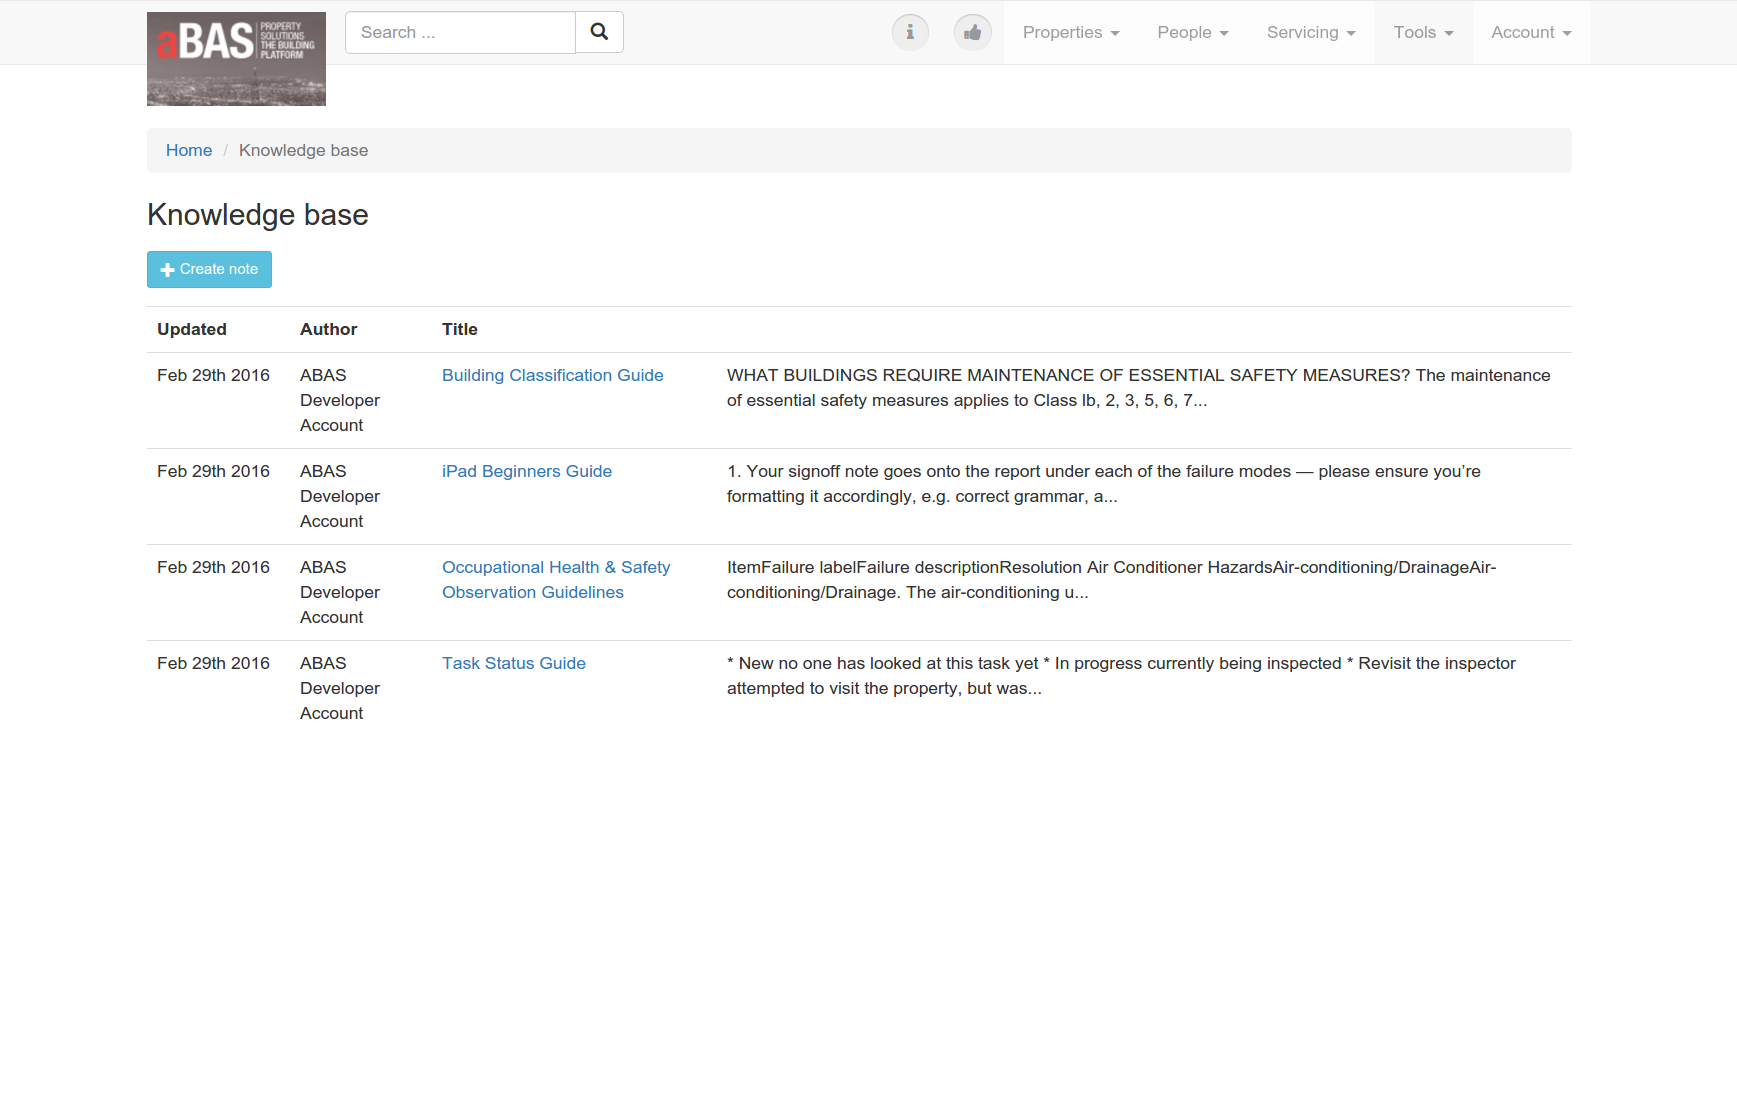 aBAS PROPERTY
SOLUTIONS
THE BUILDING
PLATFORM
Search ...
Properties People Servicing Tools Account
Home / Knowledge base
Knowledge base
Create note
Updated Author Title
Feb 29th 2016 ABAS Building Classification Guide WHAT BUILDINGS REQUIRE MAINTENANCE OF ESSENTIAL SAFETY MEASURES? The maintenance
Developer of essential safety measures applies to Class lb, 2, 3, 5, 6, 7...
Account
Feb 29th 2016 ABAS iPad Beginners Guide 1. Your signoff note goes onto the report under each of the failure modes — please ensure you’re
Developer formatting it accordingly, e.g. correct grammar, a...
Account
Feb 29th 2016 ABAS Occupational Health & Safety ItemFailure labelFailure descriptionResolution Air Conditioner HazardsAir-conditioning/DrainageAir-
Developer Observation Guidelines conditioning/Drainage. The air-conditioning u...
Account
Feb 29th 2016 ABAS Task Status Guide * New no one has looked at this task yet * In progress currently being inspected * Revisit the inspector
Developer attempted to visit the property, but was...
Account